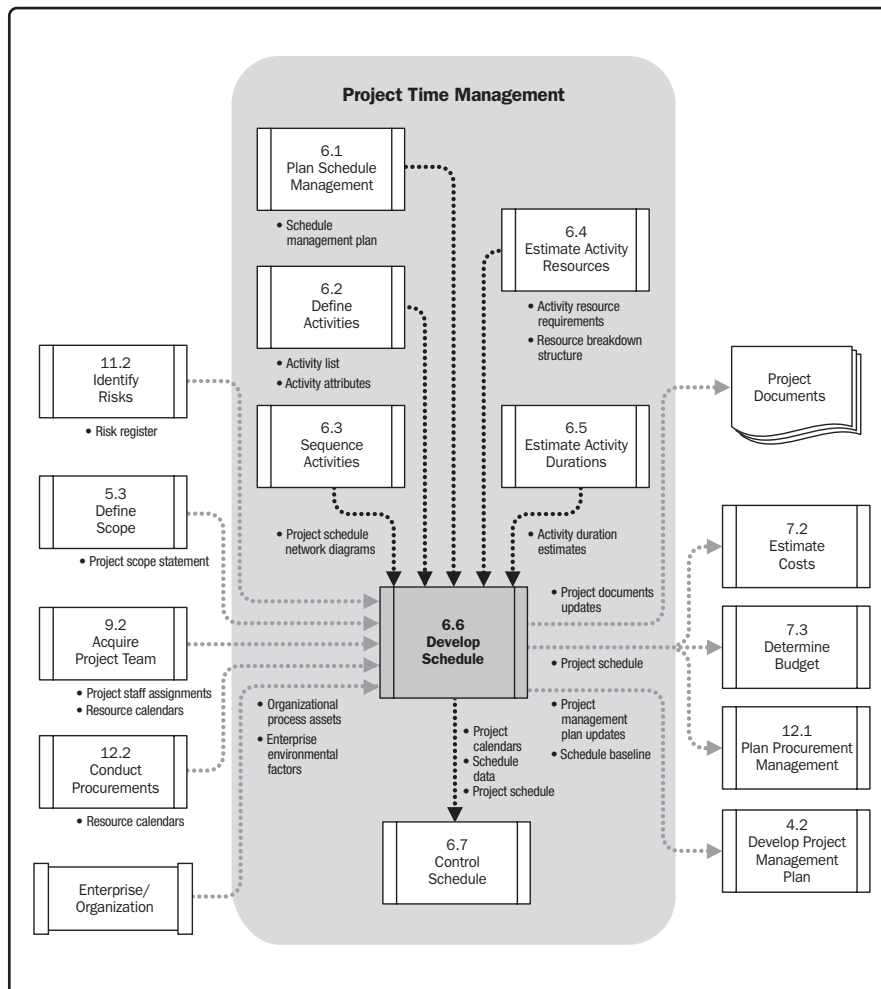 Project Time Management
6.1
Plan Schedule
Management
• Schedule
management plan
6.2
Define
Activities
• Activity list
• Activity attributes
6.3
Sequence
Activities
• Project schedule
network diagrams
6.4
Estimate Activity
Resources
• Activity resource
requirements
• Resource breakdown
structure
6.5
Estimate Activity
Durations
• Activity duration
estimates
11.2
Identify
Risks
• Risk register
5.3
Define
Scope
• Project scope statement
9.2
Acquire
Project Team
• Project staff assignments
• Resource calendars
12.2
Conduct
Procurements
• Resource calendars
Enterprise/
Organization
• Organizational
process assets
• Enterprise
environmental
factors
6.6
Develop
Schedule
• Project documents
updates
• Project schedule
• Project
management
plan updates
• Schedule baseline
• Project
calendars
• Schedule
data
• Project schedule
6.7
Control
Schedule
Project
Documents
7.2
Estimate
Costs
7.3
Determine
Budget
12.1
Plan Procurement
Management
4.2
Develop Project
Management
Plan